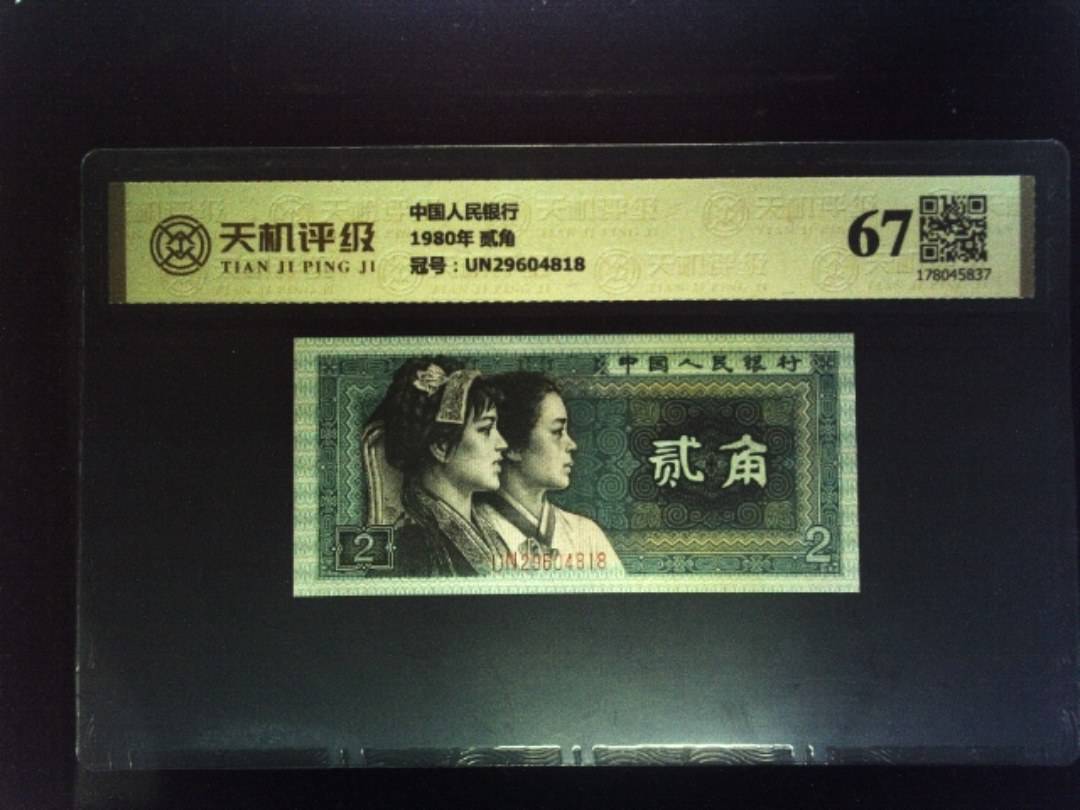 天机评级
TIAN JI PING JI
中国人民银行
1980年 贰角
冠号：UN29604818
67
178045837
中国人民银行
贰角
2
2
UN29604818